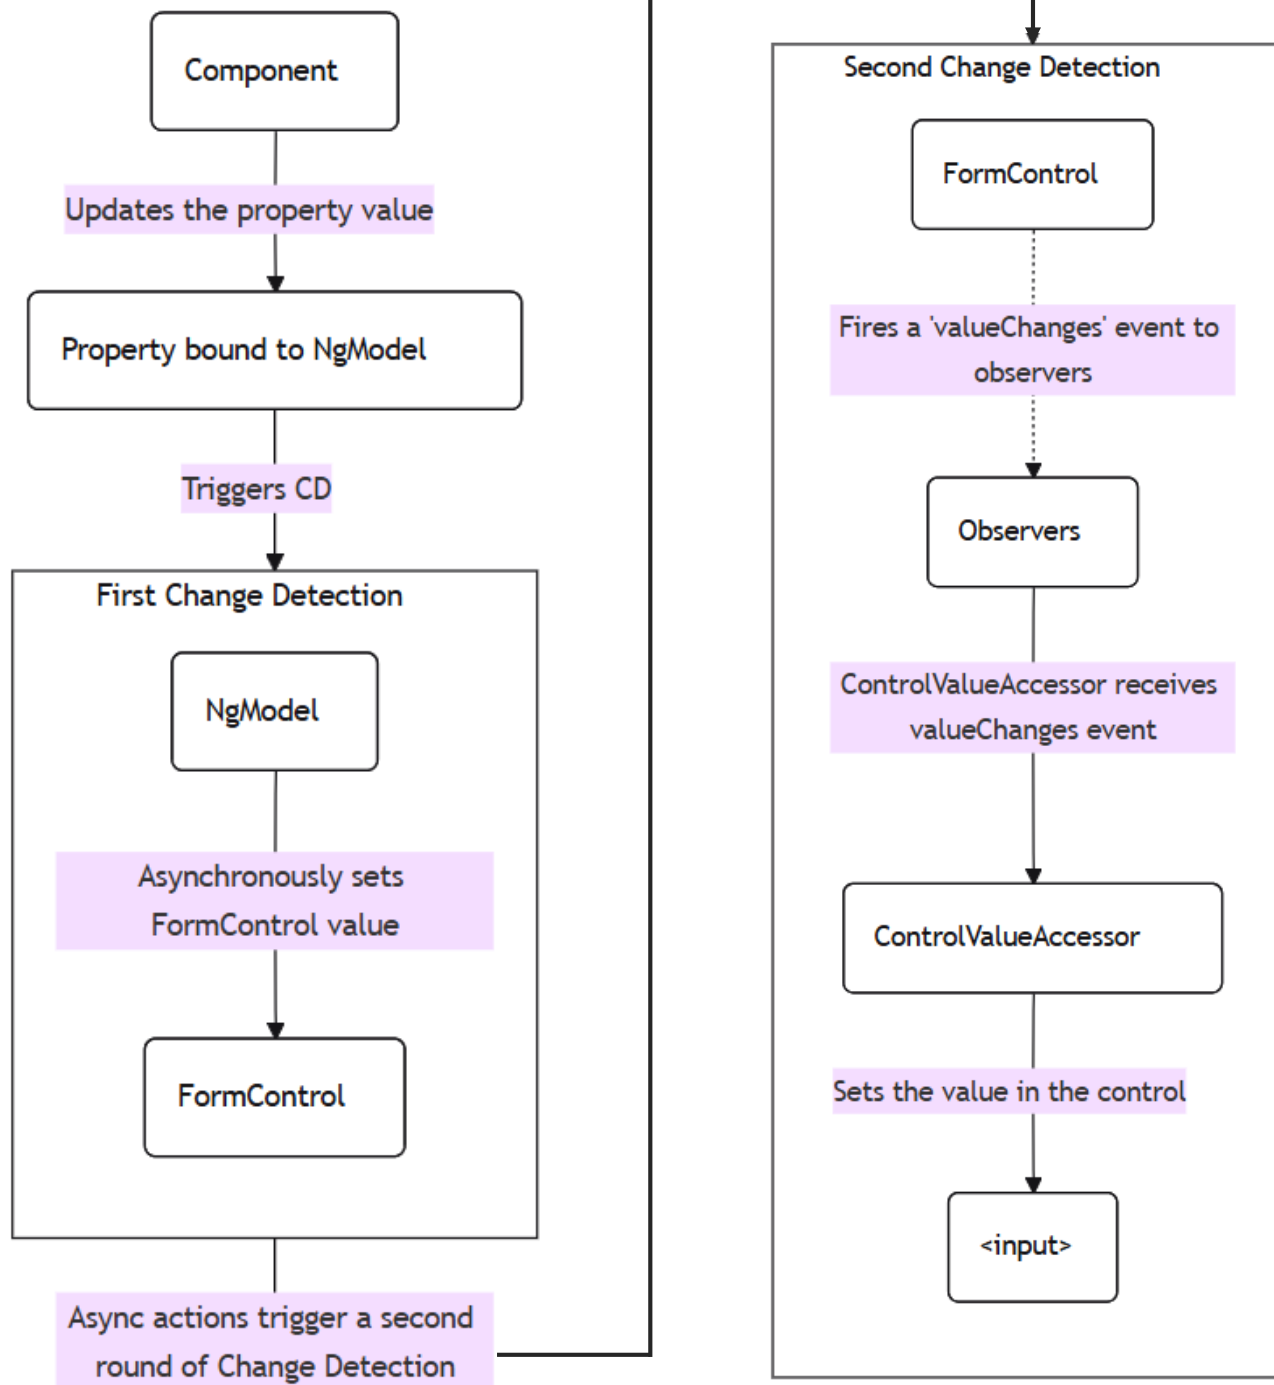 Component
Updates the property value
Property bound to NgModel
Triggers CD
First Change Detection
NgModel
Asynchronously sets
FormControl value
FormControl
Async actions trigger a second
round of Change Detection
Second Change Detection
FormControl
Fires a 'valueChanges' event to
observers
Observers
ControlValueAccessor receives
valueChanges event
ControlValueAccessor
Sets the value in the control
<input>